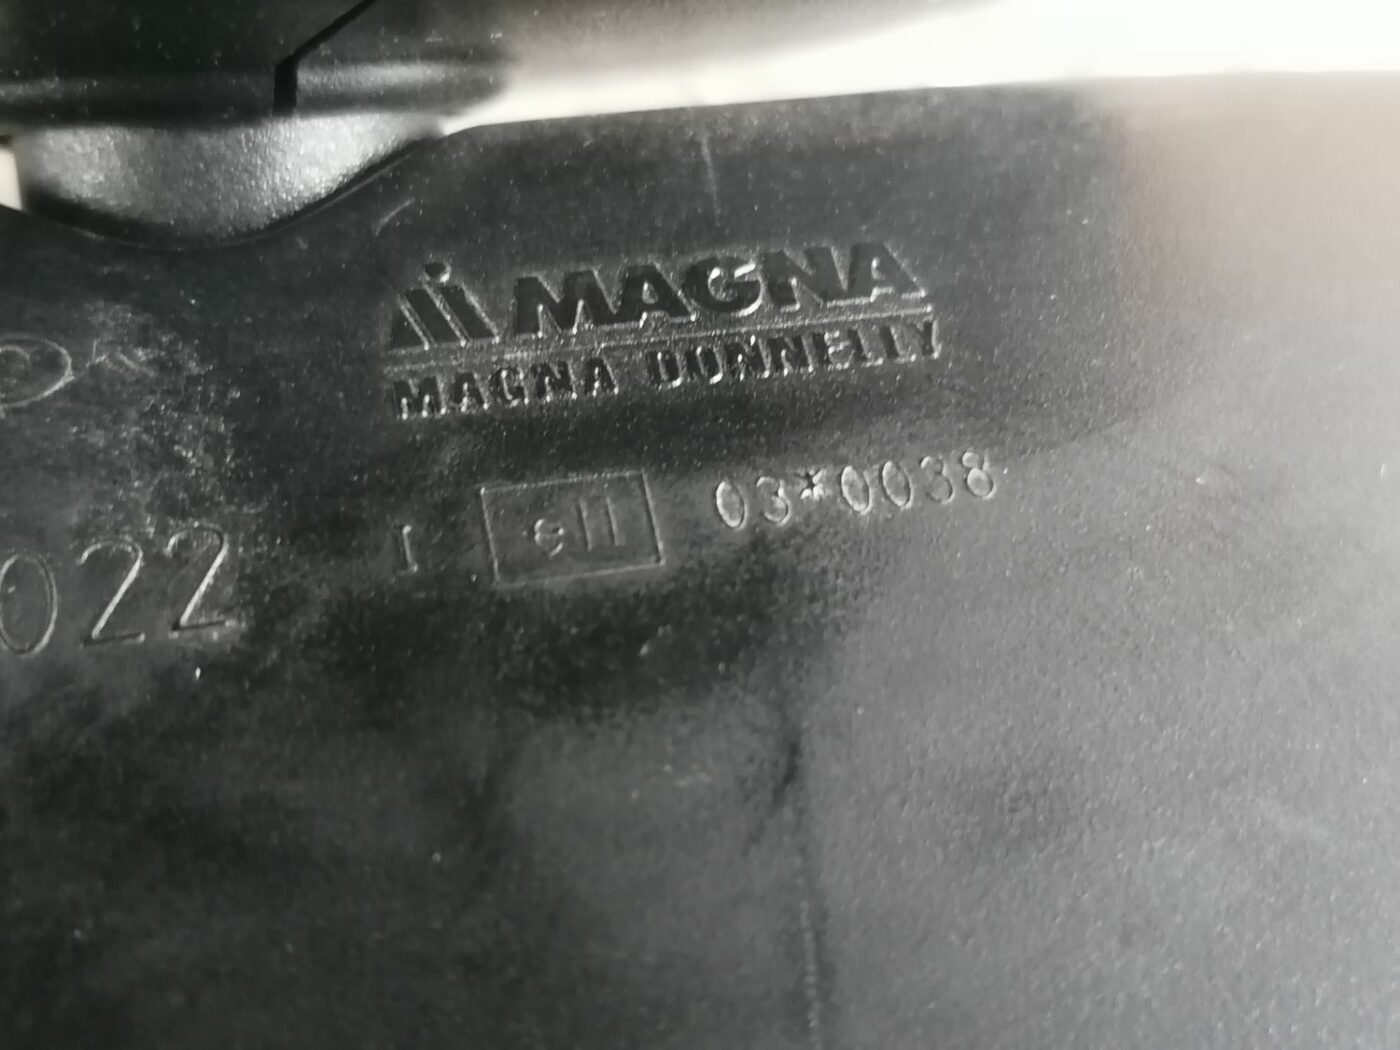 MAGNA
MAGNA DONNELLY
I e11 03*0038
022